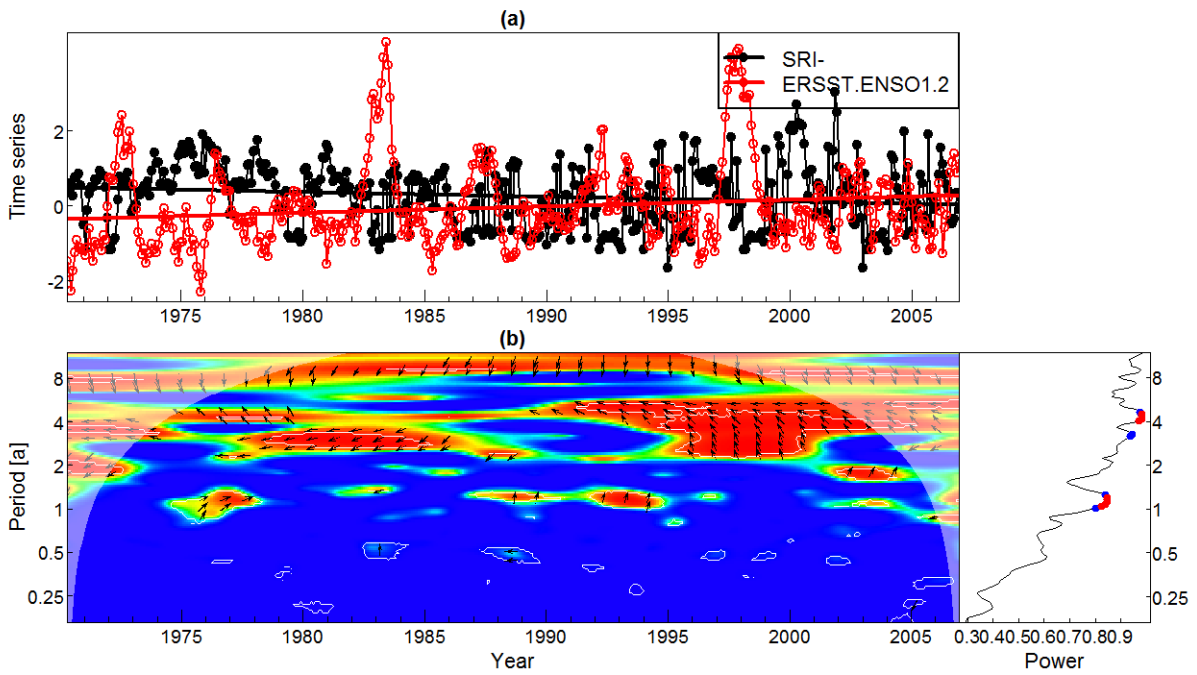 (a)
Time series
2
0
-2
SRI-
ERSST.ENSO1.2
1975 1980 1985 1990 1995 2000 2005
(b)
Period [a]
8
4
2
1
0.5
0.25
1975 1980 1985 1990 1995 2000 2005
Year
8
4
2
1
0.5
0.25
0.30.40.50.60.70.80.9
Power